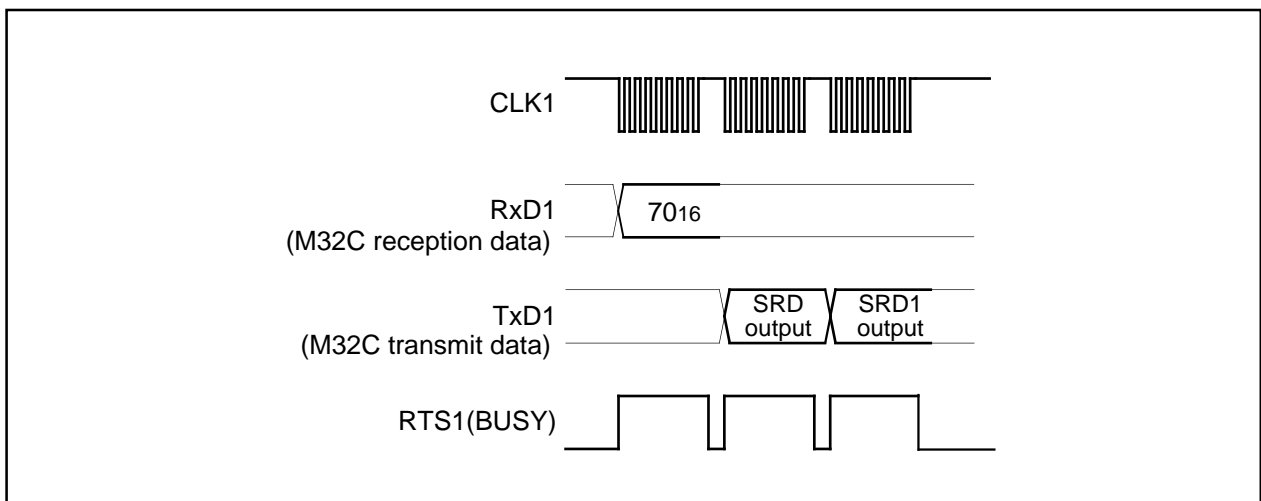 CLK1
RxD1
(M32C reception data)
7016
TxD1
(M32C transmit data)
SRD
output
SRD1
output
RTS1(BUSY)